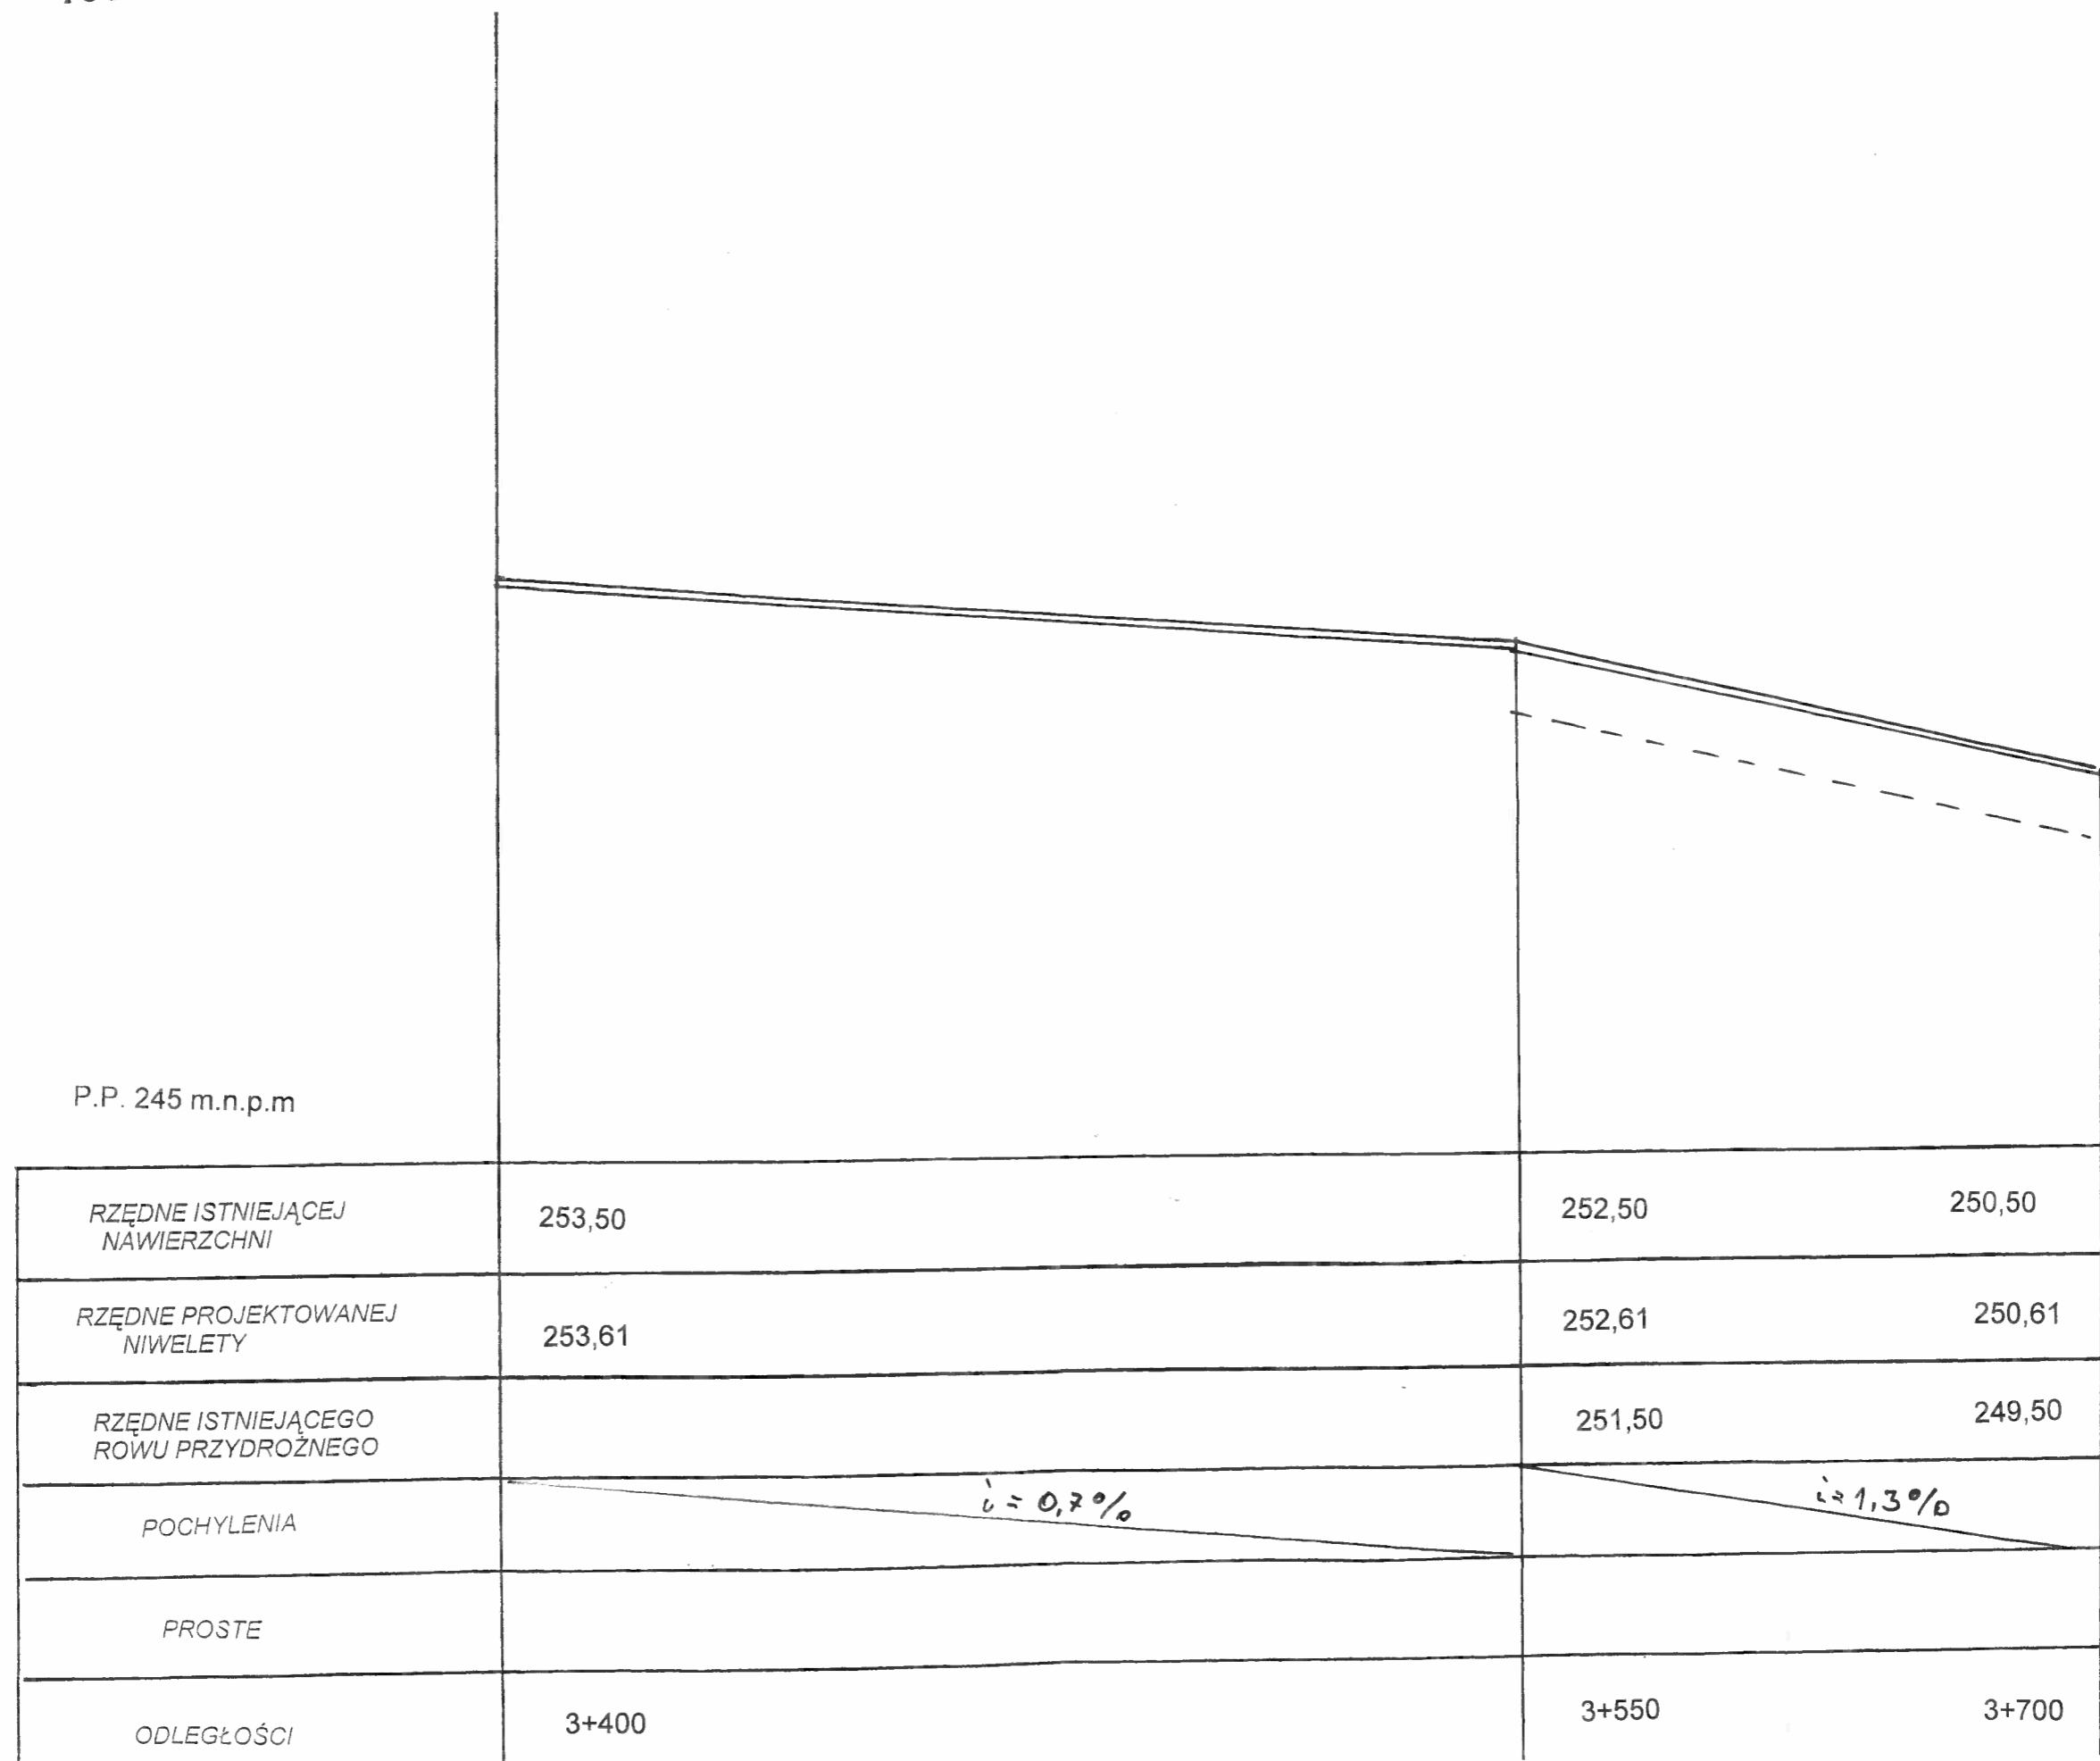 P.P. 245 m.n.p.m
RZĘDNE ISTNIEJĄCEJ
NAWIERZCHNI
253,50 252,50 250,50
RZĘDNE PROJEKTOWANEJ
NIWELETY
253,61 252,61 250,61
RZĘDNE ISTNIEJĄCEGO
ROWU PRZYDROŻNEGO
251,50 249,50
POCHYLENIA
i = 0,7% i=1,3%
PROSTE
ODLEGŁOŚCI
3+400 3+550 3+700